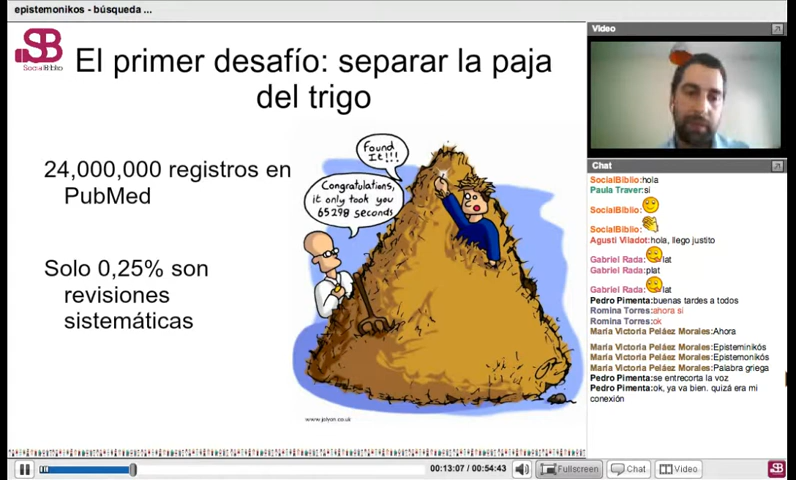 epistemonikos - búsqueda ...
SB
SocialBiblio
El primer desafío: separar la paja
del trigo
24,000,000 registros en
PubMed
Solo 0,25% son
revisiones
sistemáticas
Found
It!!!
Congratulations,
it only took you
65298 seconds
www.jolyon.co.uk
Video
Chat
SocialBiblio:hola
Paula Traver:si
SocialBiblio:
SocialBiblio:
Agusti Viladot:hola, llego justito
Gabriel Rada: lat
Gabriel Rada:plat
Gabriel Rada: lat
Pedro Pimenta:buenas tardes a todos
Romina Torres:ahora si
Romina Torres:ok
María Victoria Peláez Morales:Ahora
María Victoria Peláez Morales:Episteminikós
María Victoria Peláez Morales:Epistemonikós
María Victoria Peláez Morales:Palabra griega
Pedro Pimenta:se entrecorta la voz
Pedro Pimenta:ok, ya va bien. quizá era mi
conexión
00:13:07 / 00:54:43
Fullscreen
Chat
Video
SB